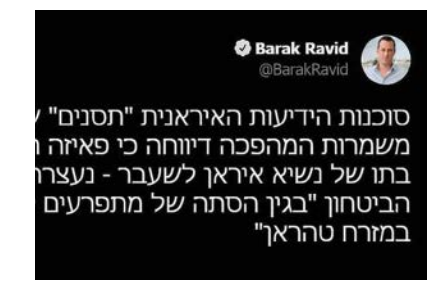 Barak Ravid
@BarakRavid
סוכנות הידיעות האיראנית "תסנים"
משמרות המהפכה דיווחה כי פאיזה
בתו של נשיא איראן לשעבר - נעצרה
הביטחון "בגין הסתה של מתפרעים
במזרח טהראן"